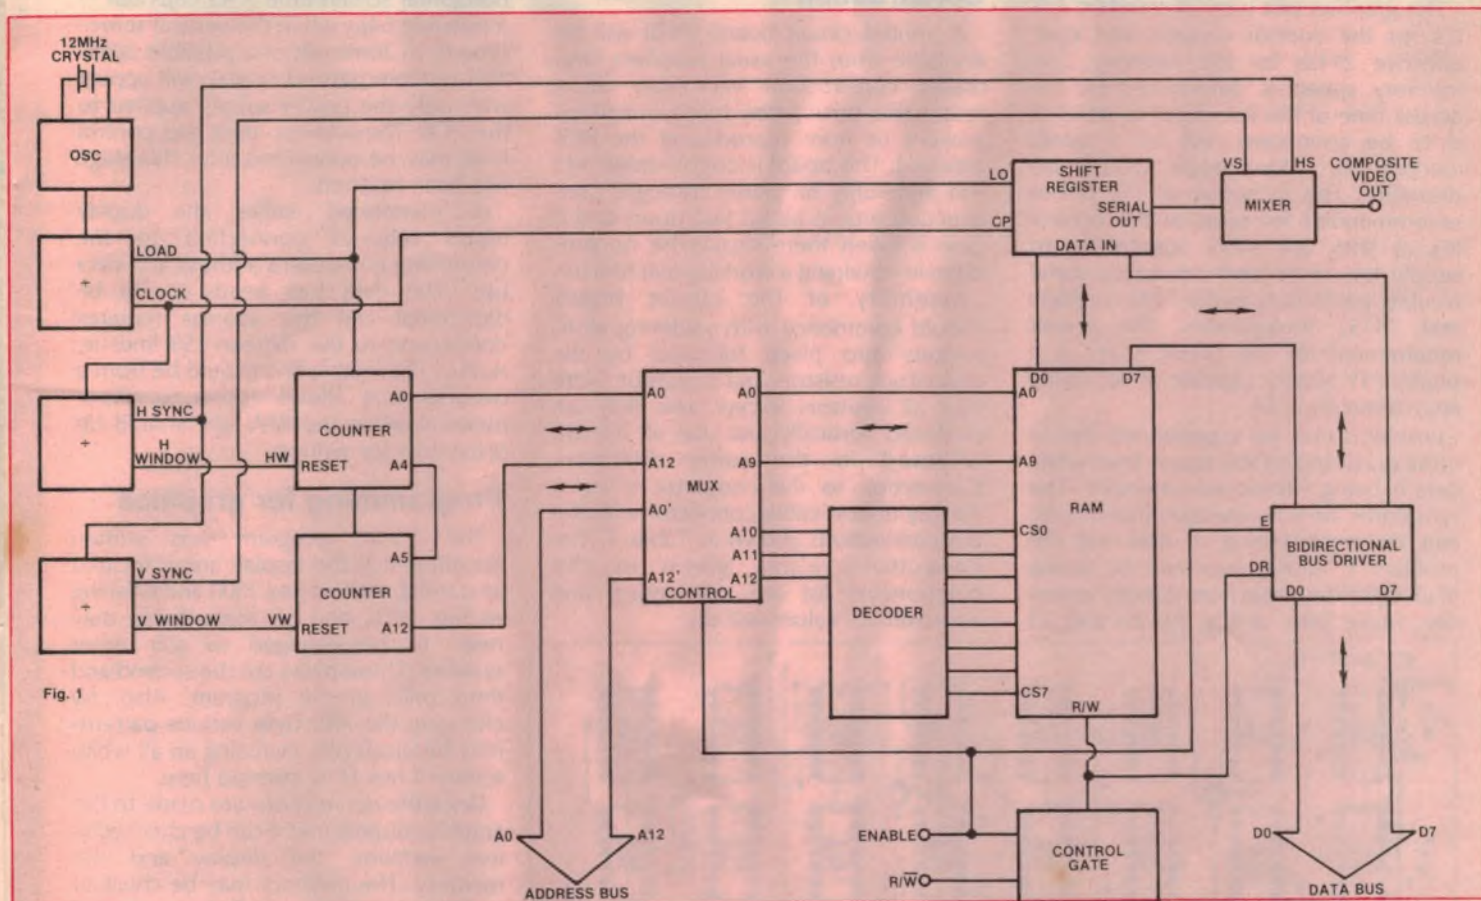 12MHz
CRYSTAL
OSC
÷
LOAD
CLOCK
÷
H SYNC
H
WINDOW
HW
COUNTER
RESET
A0
A4
÷
V SYNC
V WINDOW
VW
COUNTER
RESET
A5
A12
Fig. 1
A0
A12
MUX
A0'
A12'
CONTROL
A0
A9
A10
A11
A12
DECODER
A0
A9
D0
D7
RAM
CS0
CS7
R/W
LO
CP
SHIFT
REGISTER
SERIAL
OUT
DATA IN
VS
HS
MIXER
COMPOSITE
VIDEO
OUT
E
DR
BIDIRECTIONAL
BUS DRIVER
D0
D7
A0
A12
ADDRESS BUS
ENABLE
R/W̅
CONTROL
GATE
D0
D7
DATA BUS